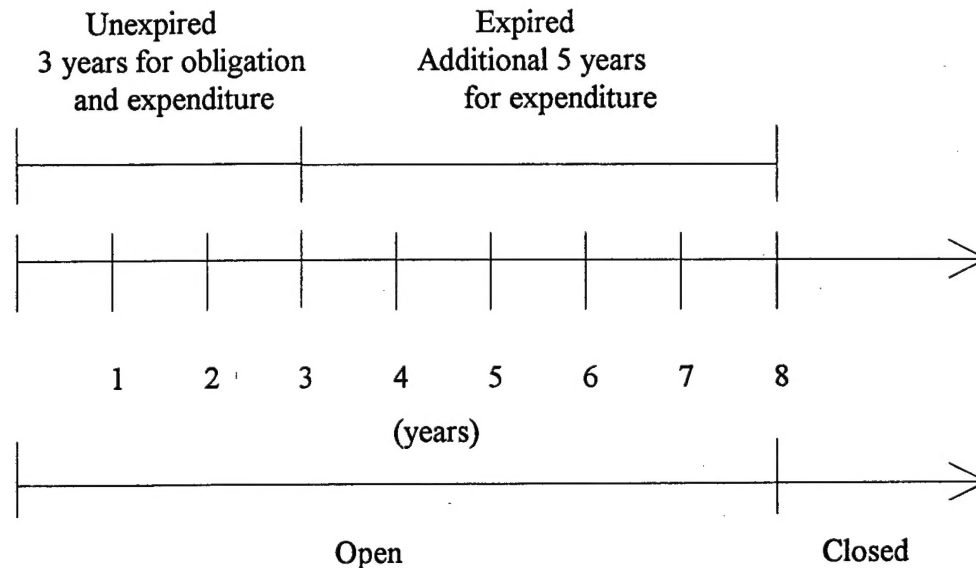 Unexpired
3 years for obligation
and expenditure
Expired
Additional 5 years
for expenditure
1 2 3 4 5 6 7 8
(years)
Open Closed